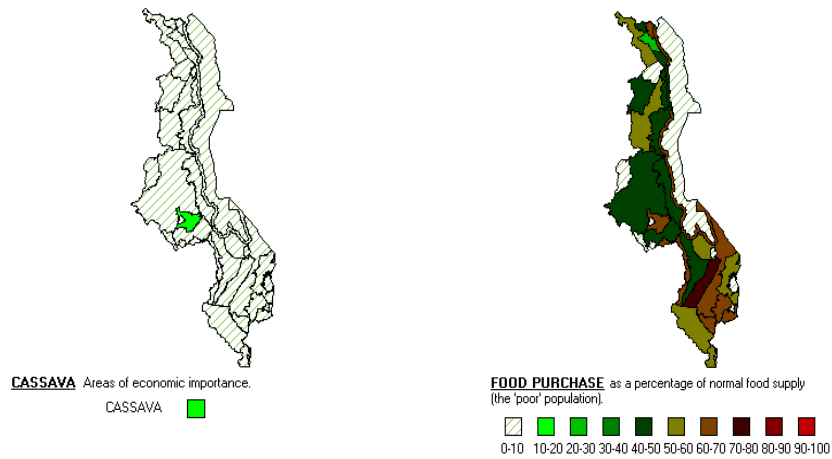 CASSAVA Areas of economic importance.
CASSAVA
FOOD PURCHASE as a percentage of normal food supply
(the 'poor' population).
0-10 10-20 20-30 30-40 40-50 50-60 60-70 70-80 80-90 90-100